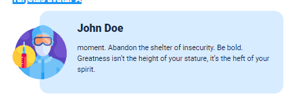 John Doe
moment. Abandon the shelter of insecurity. Be bold.
Greatness isn't the height of your stature, it's the heft of your
spirit.